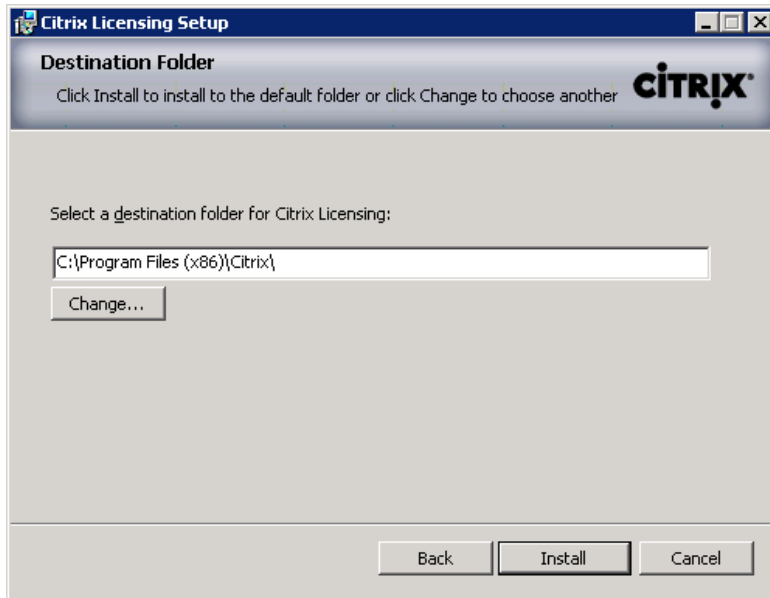 Citrix Licensing Setup
Destination Folder
Click Install to install to the default folder or click Change to choose another
CITRIX®
Select a destination folder for Citrix Licensing:
C:\Program Files (x86)\Citrix\
Change...
Back
Install
Cancel